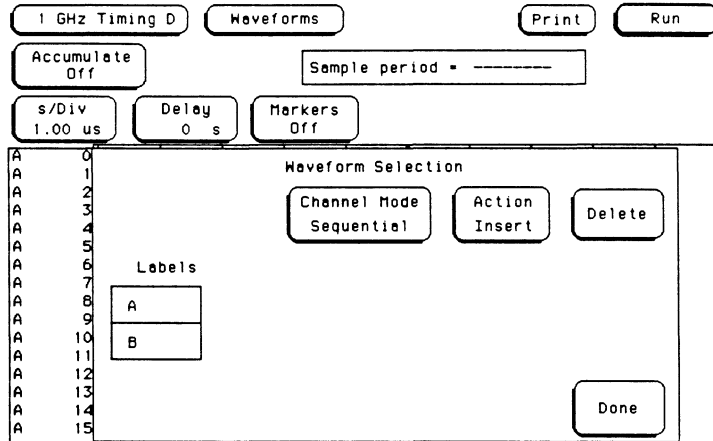 1 GHz Timing D Waveforms Print Run
Accumulate
Off
Sample period = ---------
s/Div
1.00 us
Delay
0 s
Markers
Off
Waveform Selection
Channel Mode
Sequential
Action
Insert
Delete
A 0
A 1
A 2
A 3
A 4
A 5
A 6
A 7
A 8
A 9
A 10
A 11
A 12
A 13
A 14
A 15
Labels
A
B
Done